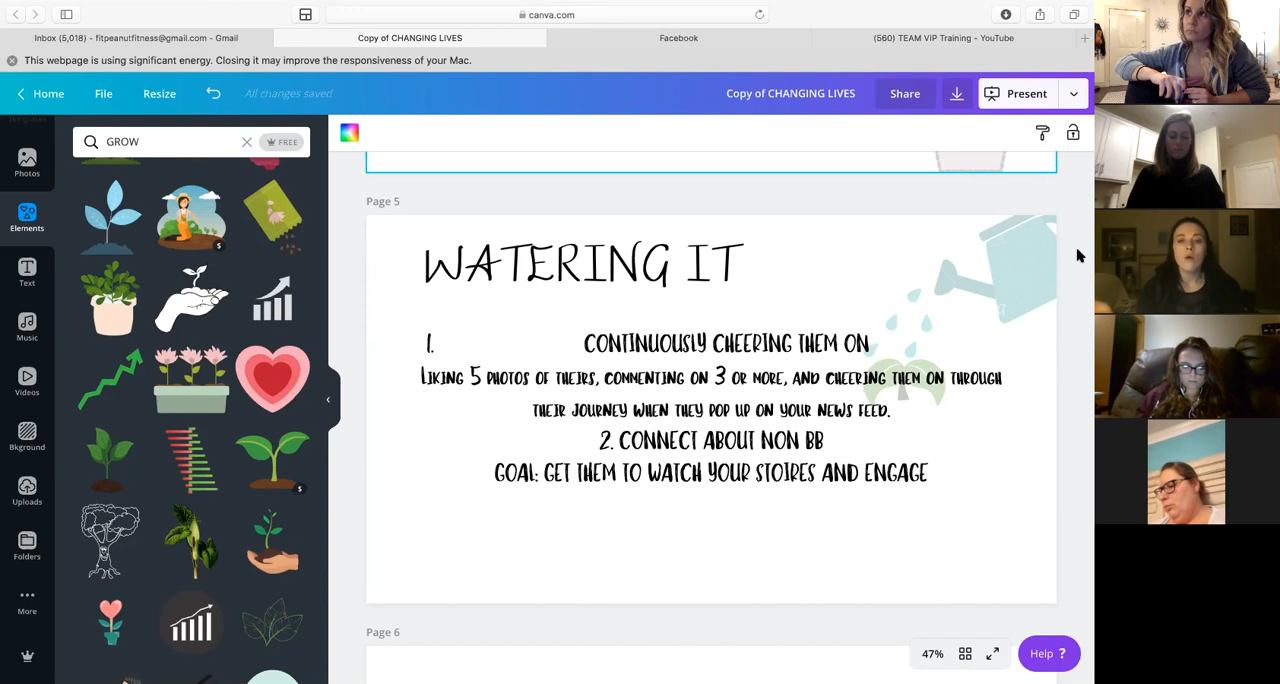 canva.com
Inbox (5,018) - fitpeanutfitness@gmail.com - Gmail
Copy of CHANGING LIVES
Facebook
(560) TEAM VIP Training - YouTube
This webpage is using significant energy. Closing it may improve the responsiveness of your Mac.
Home
File
Resize
All changes saved
Copy of CHANGING LIVES
Share
Present
Templates
GROW
FREE
Photos
Elements
Text
Music
Videos
Bkground
Uploads
Folders
More
$
$
Page 5
WATERING IT
1. CONTINUOUSLY CHEERING THEM ON
LIKING 5 PHOTOS OF THEIRS, COMMENTING ON 3 OR MORE, AND CHEERING THEM ON THROUGH
THEIR JOURNEY WHEN THEY POP UP ON YOUR NEWS FEED.
2. CONNECT ABOUT NON BB
GOAL: GET THEM TO WATCH YOUR STOIRES AND ENGAGE
Page 6
47%
Help ?